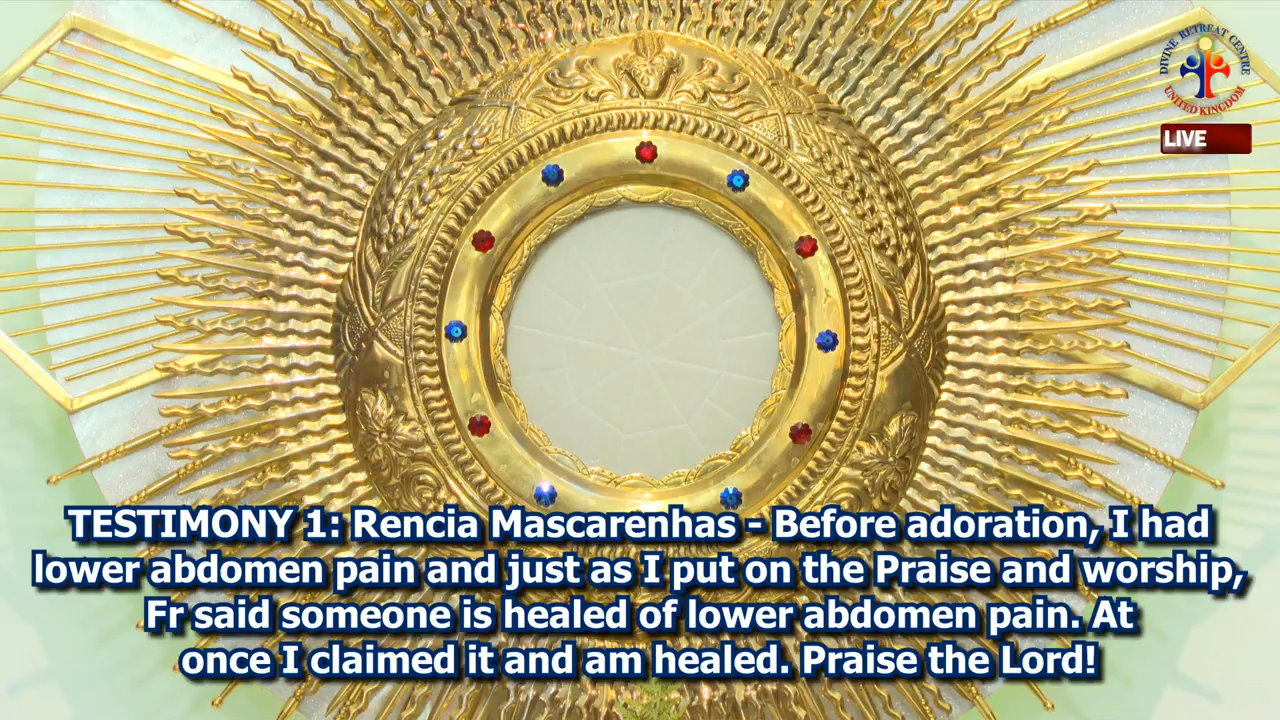 DIVINE RETREAT CENTRE
UNITED KINGDOM
LIVE
TESTIMONY 1: Rencia Mascarenhas - Before adoration, I had
lower abdomen pain and just as I put on the Praise and worship,
Fr said someone is healed of lower abdomen pain. At
once I claimed it and am healed. Praise the Lord!